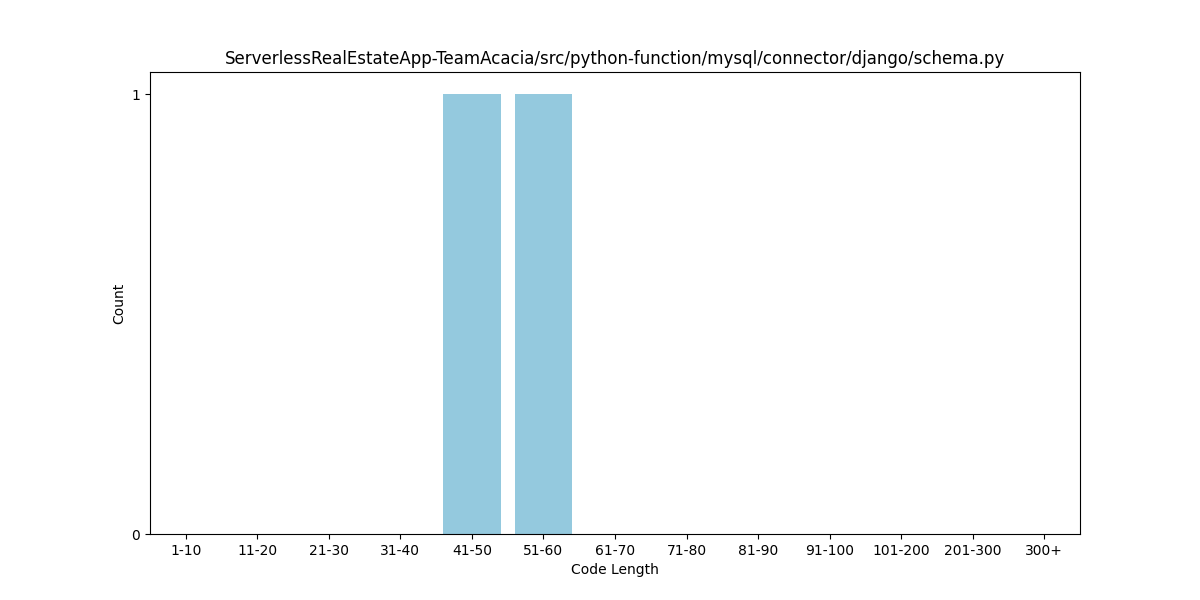 ServerlessRealEstateApp-TeamAcacia/src/python-function/mysql/connector/django/schema.py
1
Count
0
1-10 11-20 21-30 31-40 41-50 51-60 61-70 71-80 81-90 91-100 101-200 201-300 300+
Code Length